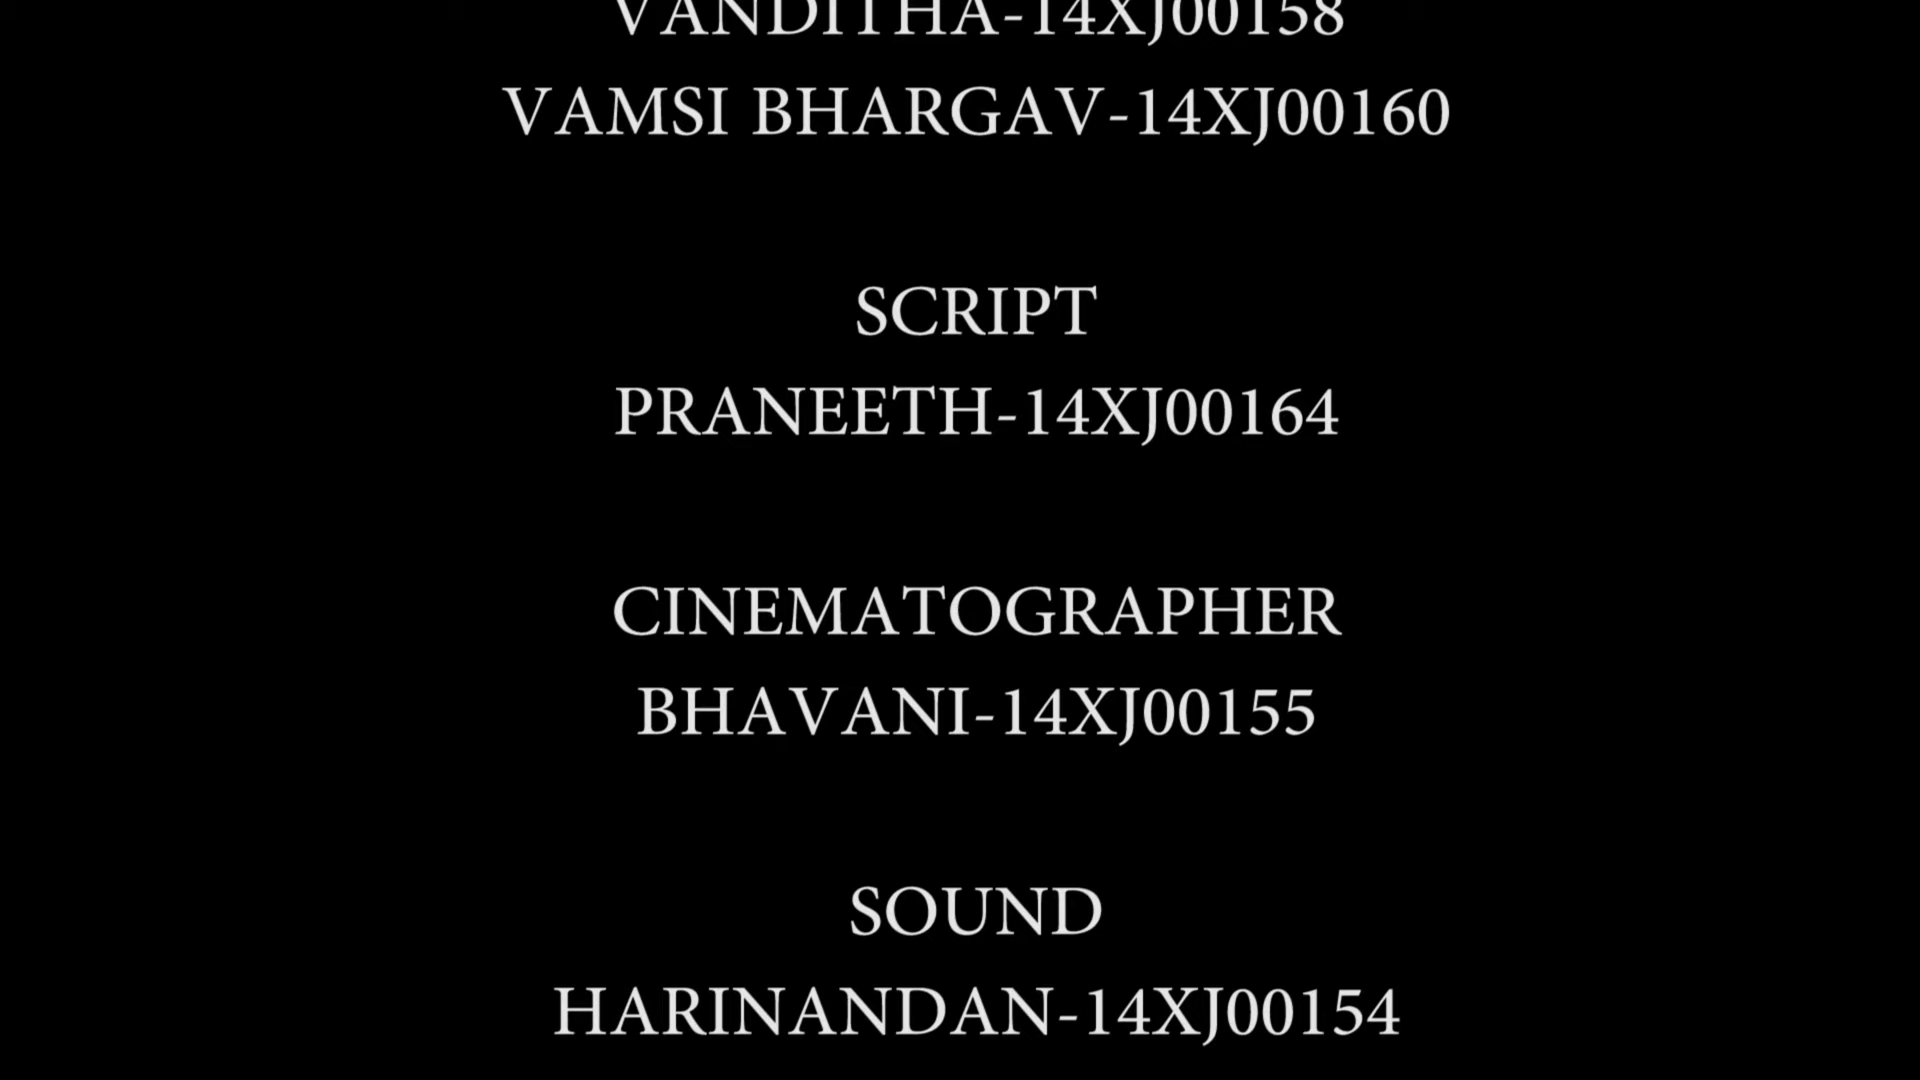 VANDITHA-14XJ00158
VAMSI BHARGAV-14XJ00160
SCRIPT
PRANEETH-14XJ00164
CINEMATOGRAPHER
BHAVANI-14XJ00155
SOUND
HARINANDAN-14XJ00154